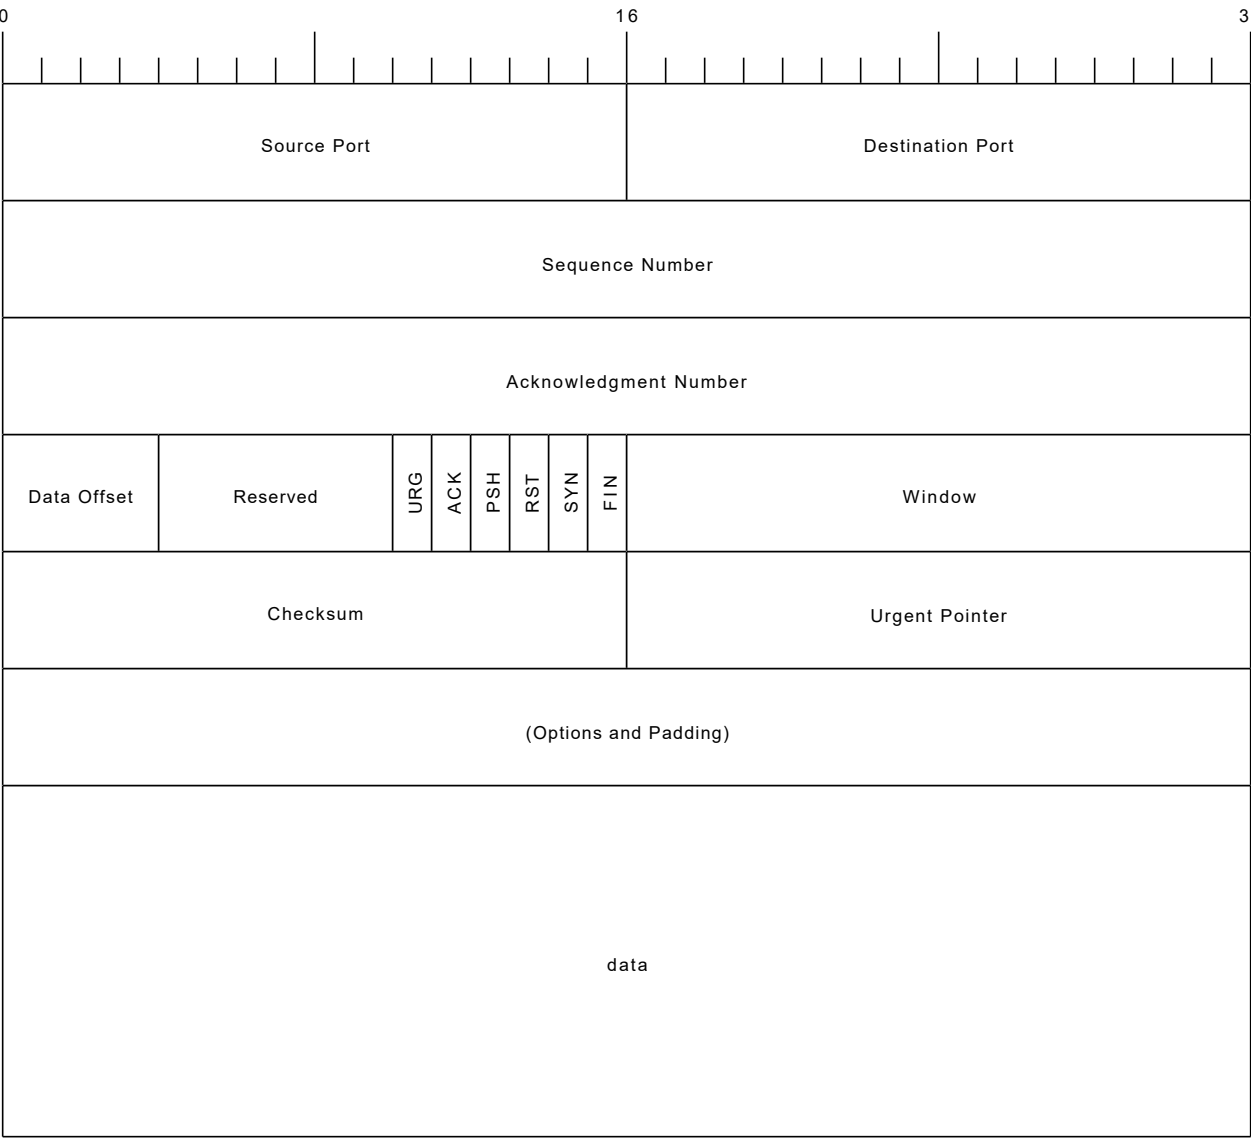 0 16 3
Source Port Destination Port
Sequence Number
Acknowledgment Number
Data Offset Reserved URG ACK PSH RST SYN FIN Window
Checksum Urgent Pointer
(Options and Padding)
data